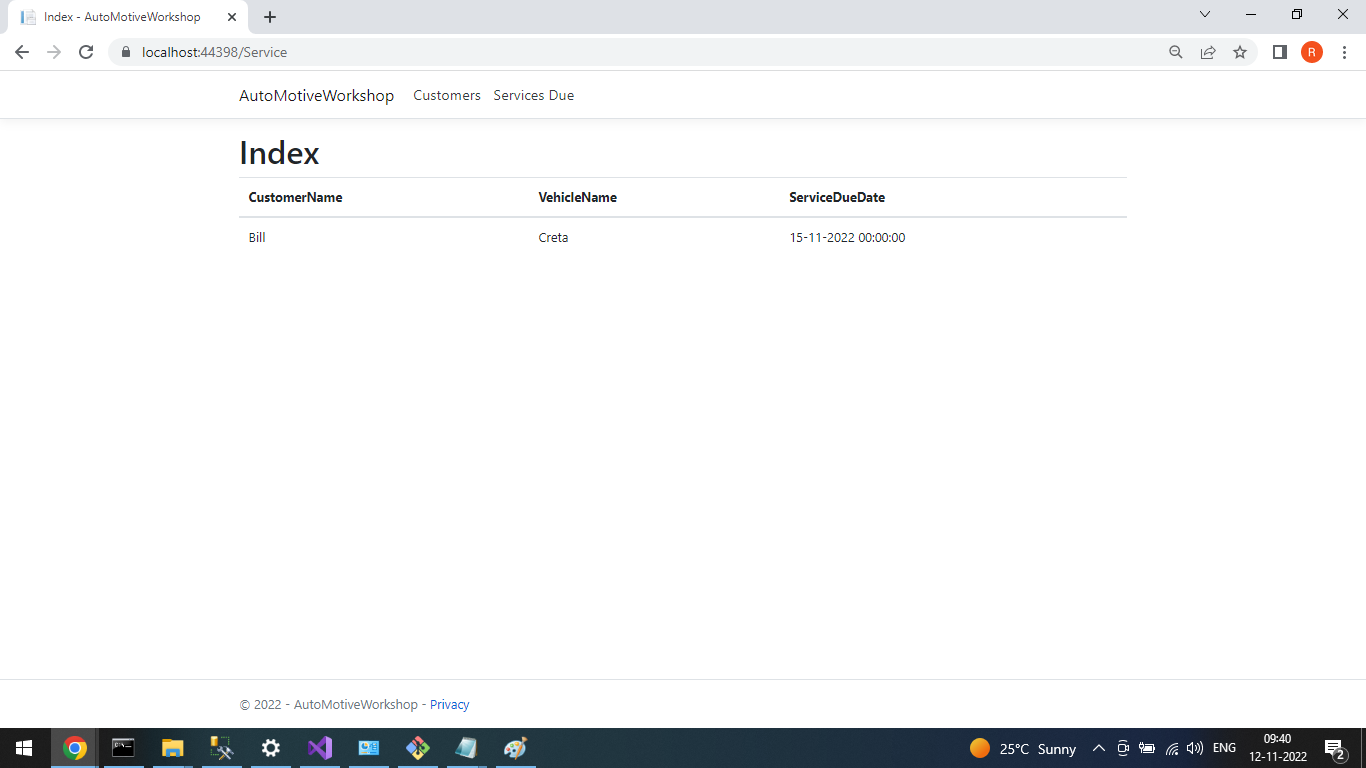 Index - AutoMotiveWorkshop
localhost:44398/Service
R
AutoMotiveWorkshop Customers Services Due
Index
CustomerName VehicleName ServiceDueDate
Bill Creta 15-11-2022 00:00:00
© 2022 - AutoMotiveWorkshop - Privacy
25°C Sunny ENG 09:40
12-11-2022 2